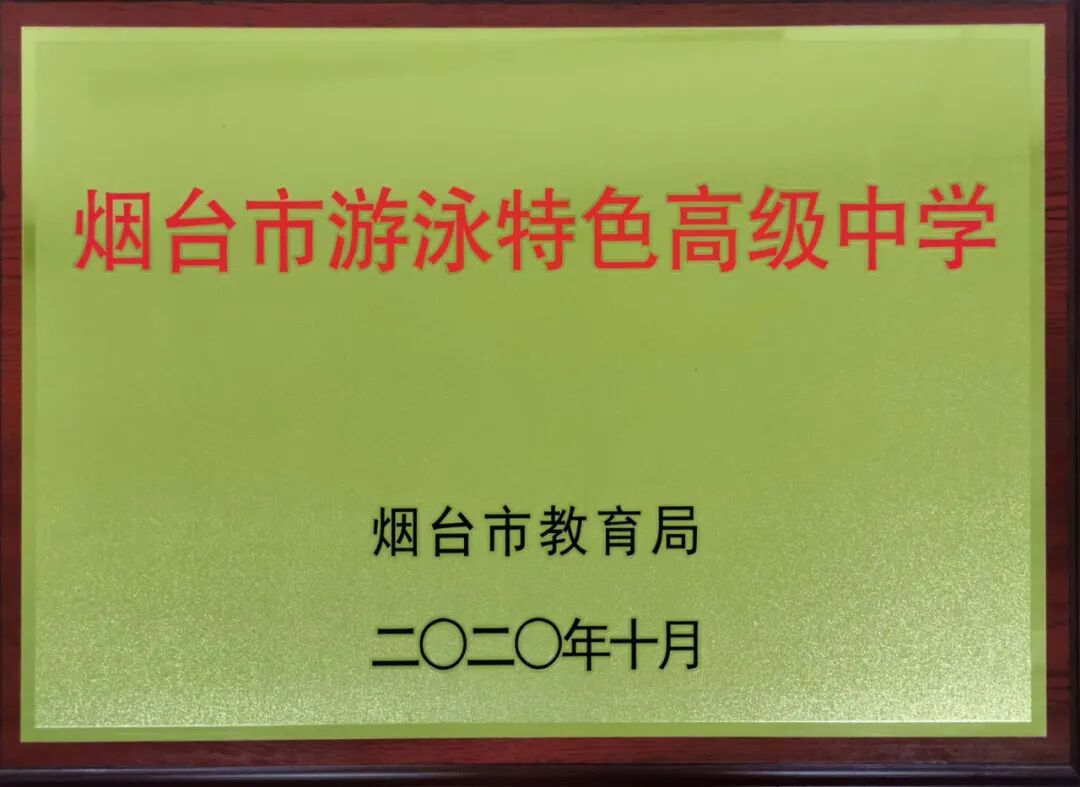 烟台市游泳特色高级中学
烟台市教育局
二〇二〇年十月